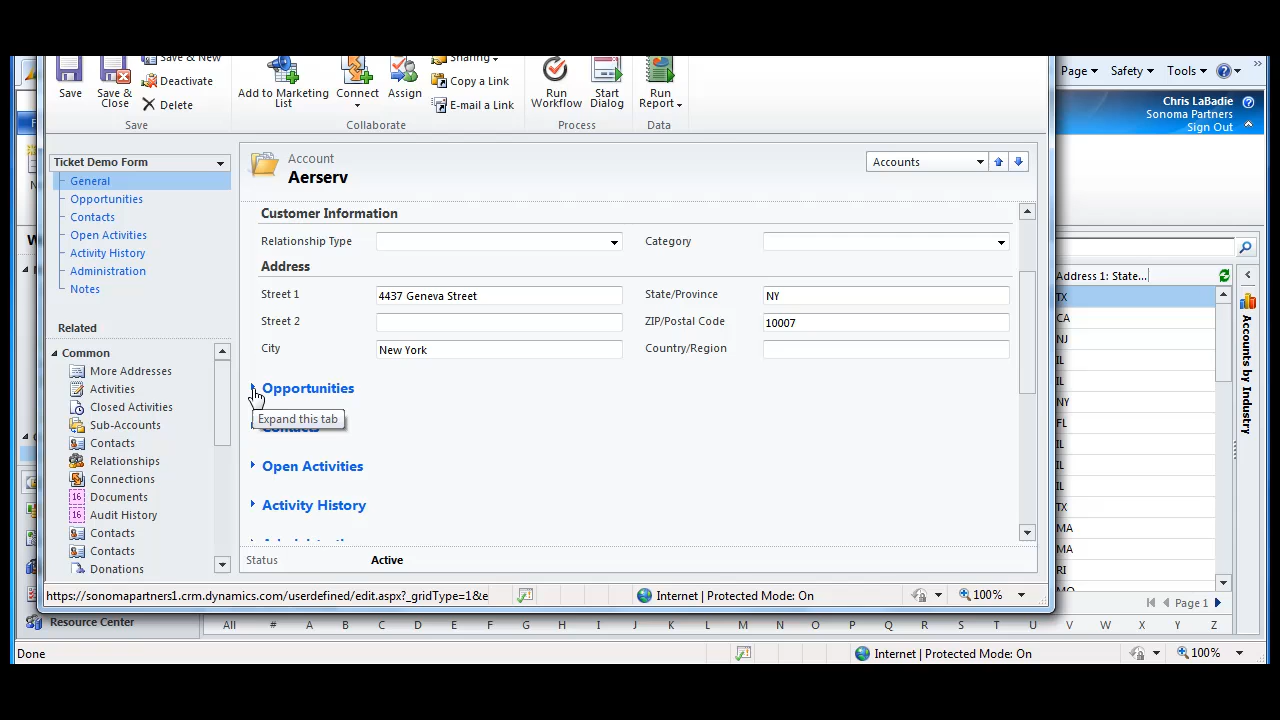 Save & New
Sharing
Page
Safety
Tools
Save
Save &
Close
Deactivate
Delete
Add to Marketing
List
Connect
Assign
Copy a Link
E-mail a Link
Run
Workflow
Start
Dialog
Run
Report
Save
Collaborate
Process
Data
Chris LaBadie
Sonoma Partners
Sign Out
Ticket Demo Form
General
Opportunities
Contacts
Open Activities
Activity History
Administration
Notes
Related
Common
More Addresses
Activities
Closed Activities
Sub-Accounts
Contacts
Relationships
Connections
16 Documents
16 Audit History
Contacts
Contacts
Donations
Account
Aerserv
Accounts
Customer Information
Relationship Type
Category
Address
Street 1 4437 Geneva Street
State/Province NY
Street 2
ZIP/Postal Code 10007
City New York
Country/Region
Opportunities
Expand this tab
Contacts
Open Activities
Activity History
Status Active
Address 1: State...
TX
CA
NJ
IL
IL
NY
FL
IL
IL
IL
TX
MA
MA
RI
MO
Accounts by Industry
Page 1
https://sonomapartners1.crm.dynamics.com/userdefined/edit.aspx?_gridType=1&e
Internet | Protected Mode: On
100%
Resource Center
All # A B C D E F G H I J K L M N O P Q R S T U V W X Y Z
Done
Internet | Protected Mode: On
100%